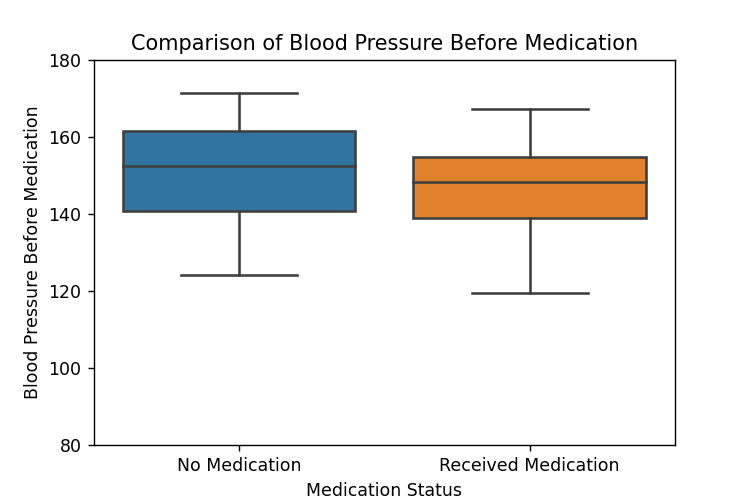 Comparison of Blood Pressure Before Medication
Blood Pressure Before Medication
180
160
140
120
100
80
No Medication
Received Medication
Medication Status